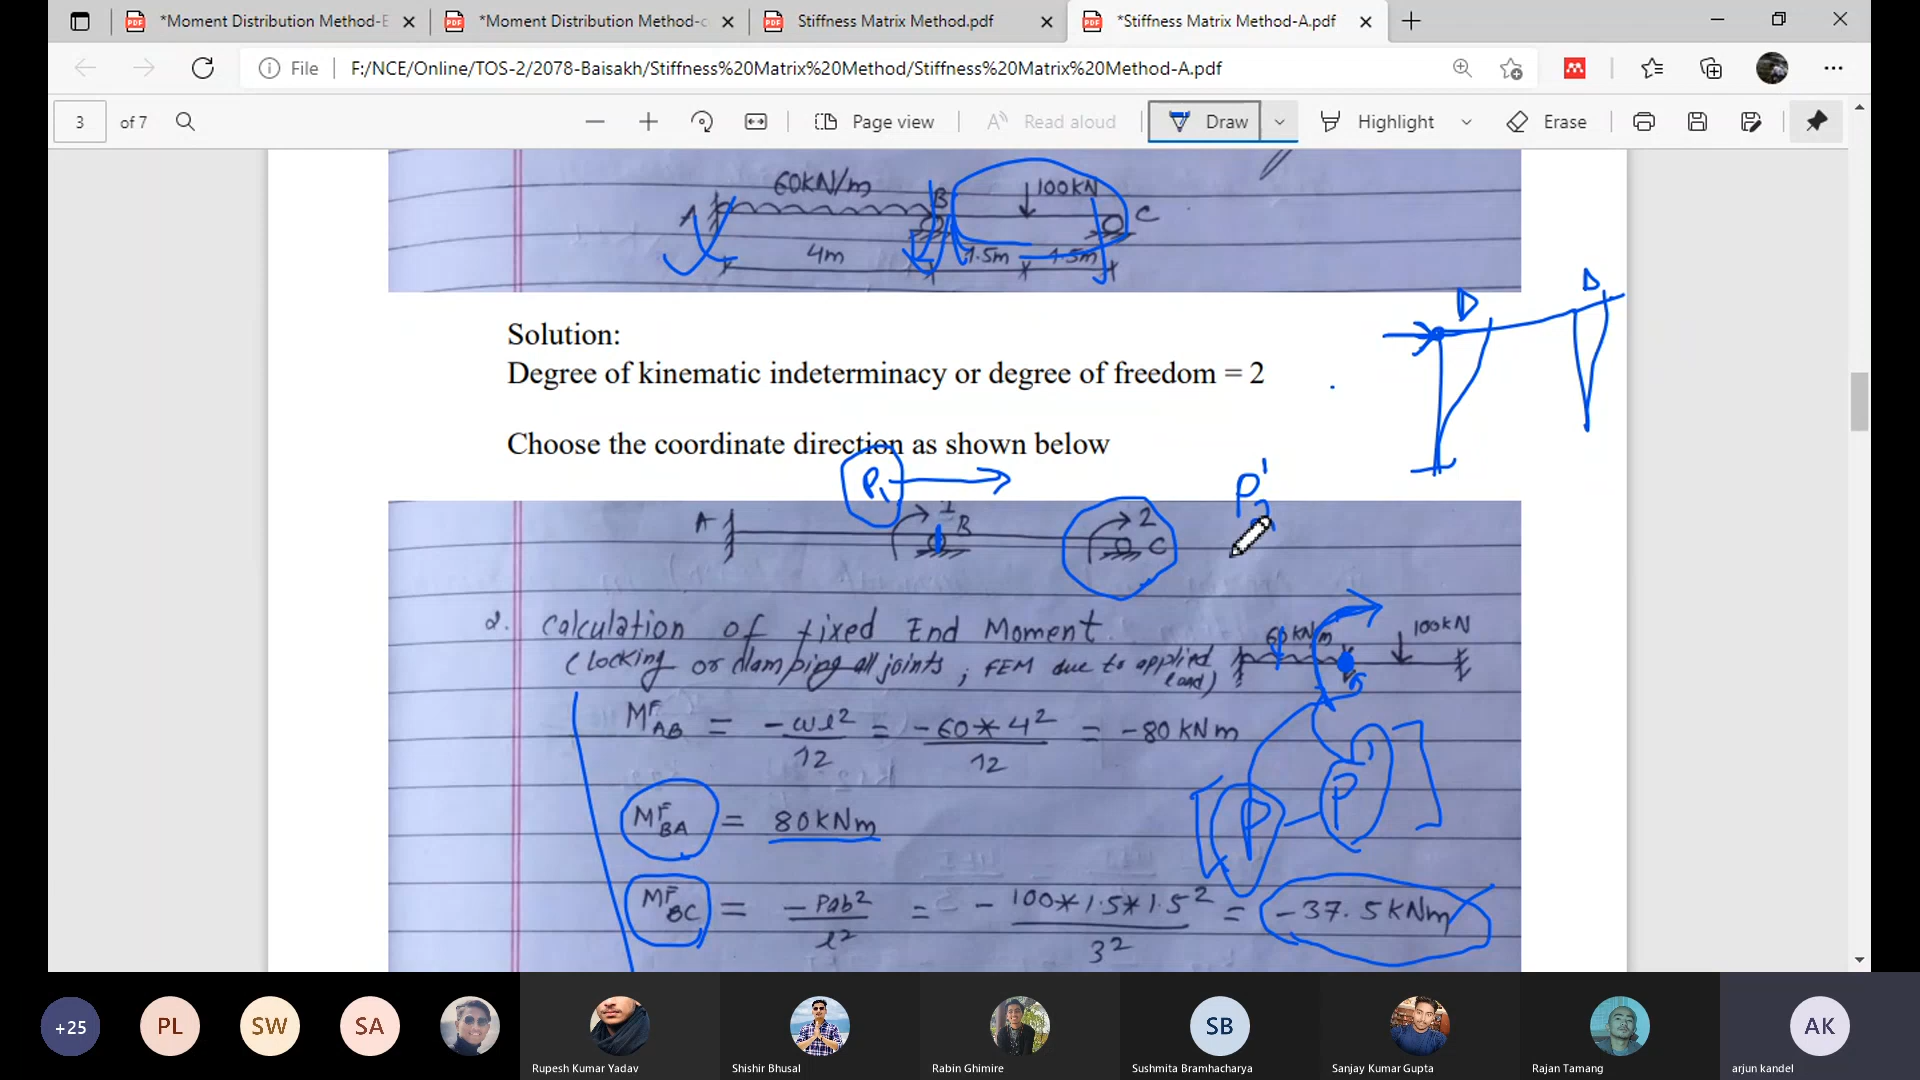 *Moment Distribution Method-E
*Moment Distribution Method-c
Stiffness Matrix Method.pdf
*Stiffness Matrix Method-A.pdf
File
F:/NCE/Online/TOS-2/2078-Baisakh/Stiffness%20Matrix%20Method/Stiffness%20Matrix%20Method-A.pdf
3 of 7
Page view
Read aloud
Draw
Highlight
Erase
60KN/m
100KN
A
B
C
4m
1.5m
1.5m
Solution:
Degree of kinematic indeterminacy or degree of freedom = 2
Choose the coordinate direction as shown below
P1
P'2
A
1
B
2
C
2. Calculation of fixed End Moment
(locking or clamping all joints ; FEM due to applied load)
60KN/m
100KN
M^F_AB = -wl²/12 = -60*4²/12 = -80 KNm
M^F_BA = 80KNm
P - P
M^F_BC = -Pab²/l² = -100*1.5*1.5²/3² = -37.5KNm
+25
PL
SW
SA
Rupesh Kumar Yadav
Shishir Bhusal
Rabin Ghimire
SB
Sushmita Bramhacharya
Sanjay Kumar Gupta
Rajan Tamang
AK
arjun kandel